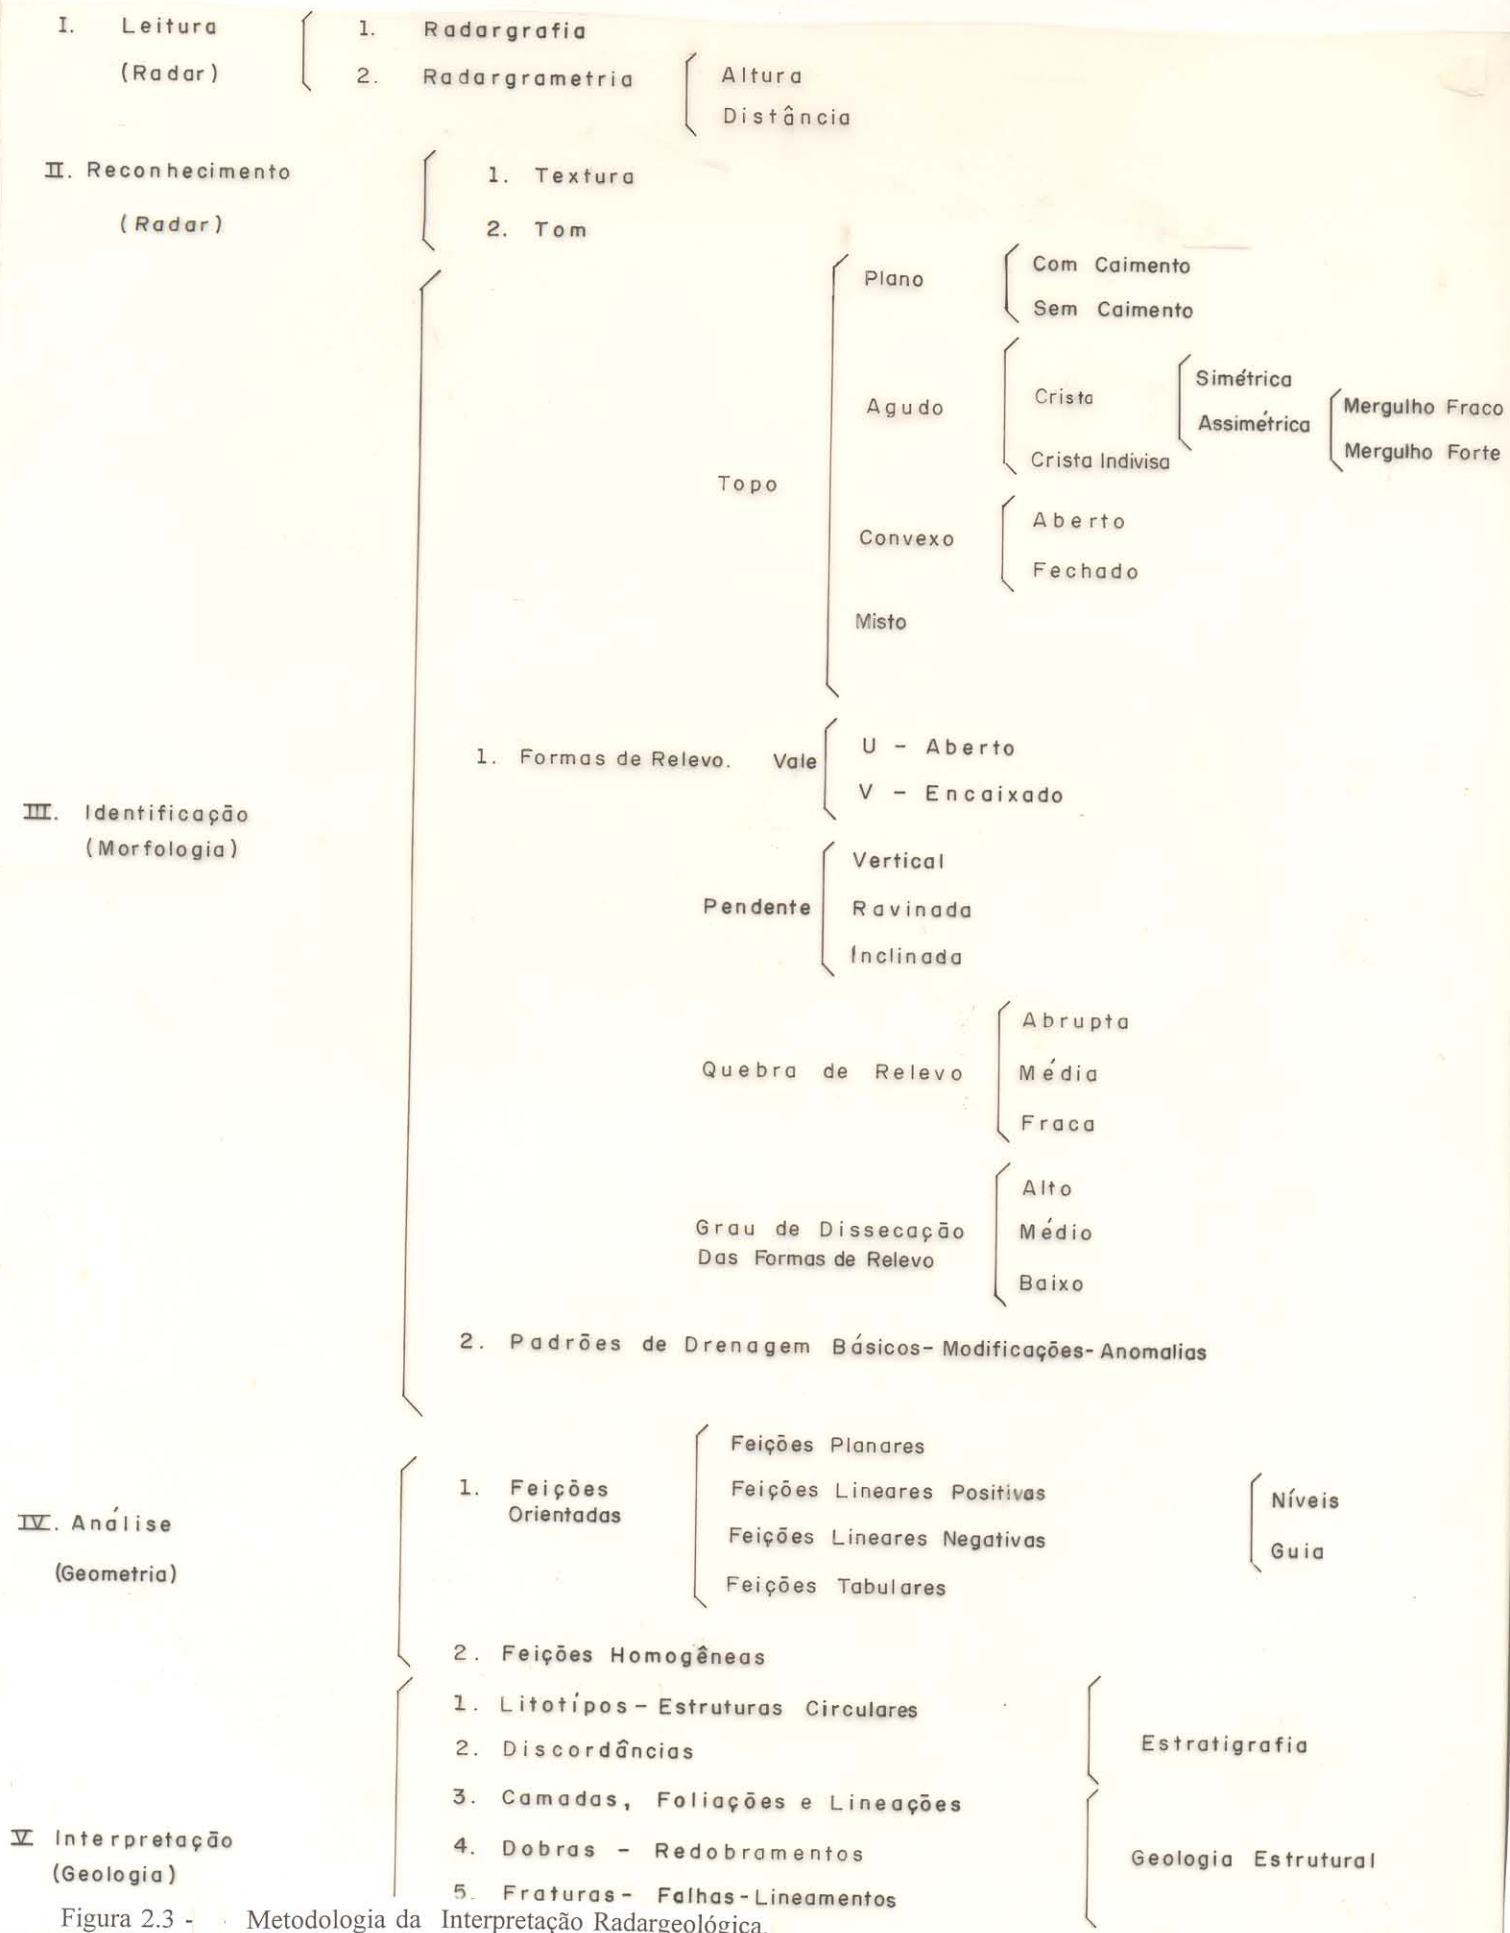 I. Leitura
(Radar)
1. Radargrafia
2. Radargrametria
Altura
Distância
II. Reconhecimento
(Radar)
1. Textura
2. Tom
III. Identificação
(Morfologia)
1. Formas de Relevo.
Topo
Plano
Com Caimento
Sem Caimento
Agudo
Crista
Simétrica
Assimétrica
Mergulho Fraco
Mergulho Forte
Crista Indivisa
Convexo
Aberto
Fechado
Misto
Vale
U - Aberto
V - Encaixado
Pendente
Vertical
Ravinada
Inclinada
Quebra de Relevo
Abrupta
Média
Fraca
Grau de Dissecação
Das Formas de Relevo
Alto
Médio
Baixo
2. Padrões de Drenagem Básicos- Modificações- Anomalias
IV. Análise
(Geometria)
1. Feições
Orientadas
Feições Planares
Feições Lineares Positivas
Feições Lineares Negativas
Feições Tabulares
Níveis
Guia
2. Feições Homogêneas
V Interpretação
(Geologia)
1. Litotípos - Estruturas Circulares
2. Discordâncias
3. Camadas, Foliações e Lineações
4. Dobras - Redobramentos
5. Fraturas - Falhas - Lineamentos
Estratigrafia
Geologia Estrutural
Figura 2.3 - Metodologia da Interpretação Radargeológica.